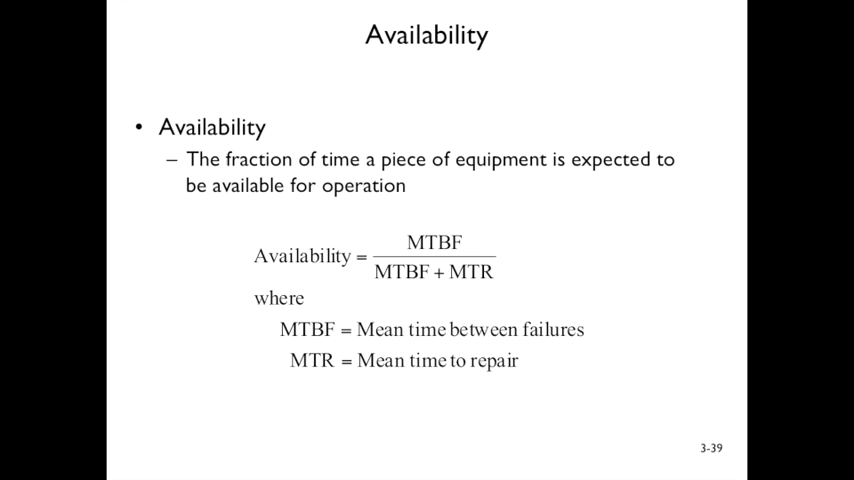 Availability
• Availability
– The fraction of time a piece of equipment is expected to
be available for operation
Availability = MTBF / MTBF + MTR
where
MTBF = Mean time between failures
MTR = Mean time to repair
3-39